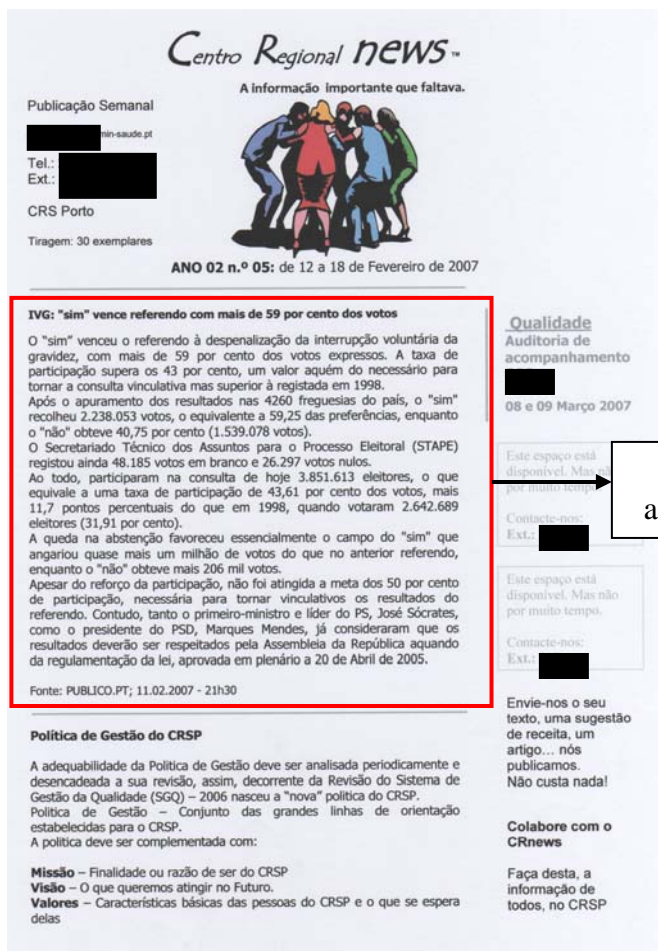 Centro Regional news ™
A informação importante que faltava.
Publicação Semanal
min-saude.pt
Tel.:
Ext.:
CRS Porto
Tiragem: 30 exemplares
ANO 02 n.º 05: de 12 a 18 de Fevereiro de 2007
IVG: "sim" vence referendo com mais de 59 por cento dos votos
O "sim" venceu o referendo à despenalização da interrupção voluntária da
gravidez, com mais de 59 por cento dos votos expressos. A taxa de
participação supera os 43 por cento, um valor aquém do necessário para
tornar a consulta vinculativa mas superior à registada em 1998.
Após o apuramento dos resultados nas 4260 freguesias do país, o "sim"
recolheu 2.238.053 votos, o equivalente a 59,25 das preferências, enquanto
o "não" obteve 40,75 por cento (1.539.078 votos).
O Secretariado Técnico dos Assuntos para o Processo Eleitoral (STAPE)
registou ainda 48.185 votos em branco e 26.297 votos nulos.
Ao todo, participaram na consulta de hoje 3.851.613 eleitores, o que
equivale a uma taxa de participação de 43,61 por cento dos votos, mais
11,7 pontos percentuais do que em 1998, quando votaram 2.642.689
eleitores (31,91 por cento).
A queda na abstenção favoreceu essencialmente o campo do "sim" que
angariou quase mais um milhão de votos do que no anterior referendo,
enquanto o "não" obteve mais 206 mil votos.
Apesar do reforço da participação, não foi atingida a meta dos 50 por cento
de participação, necessária para tornar vinculativos os resultados do
referendo. Contudo, tanto o primeiro-ministro e líder do PS, José Sócrates,
como o presidente do PSD, Marques Mendes, já consideraram que os
resultados deverão ser respeitados pela Assembleia da República aquando
da regulamentação da lei, aprovada em plenário a 20 de Abril de 2005.
Fonte: PUBLICO.PT; 11.02.2007 - 21h30
Política de Gestão do CRSP
A adequabilidade da Politica de Gestão deve ser analisada periodicamente e
desencadeada a sua revisão, assim, decorrente da Revisão do Sistema de
Gestão da Qualidade (SGQ) – 2006 nasceu a "nova" politica do CRSP.
Politica de Gestão – Conjunto das grandes linhas de orientação
estabelecidas para o CRSP.
A politica deve ser complementada com:
Missão – Finalidade ou razão de ser do CRSP
Visão – O que queremos atingir no Futuro.
Valores – Características básicas das pessoas do CRSP e o que se espera
delas
Qualidade
Auditoria de
acompanhamento
08 e 09 Março 2007
Este espaço está
disponível. Mas não
por muito tempo.
Contacte-nos:
Ext.:
a
Este espaço está
disponível. Mas não
por muito tempo.
Contacte-nos:
Ext.:
Envie-nos o seu
texto, uma sugestão
de receita, um
artigo… nós
publicamos.
Não custa nada!
Colabore com o
CRnews
Faça desta, a
informação de
todos, no CRSP